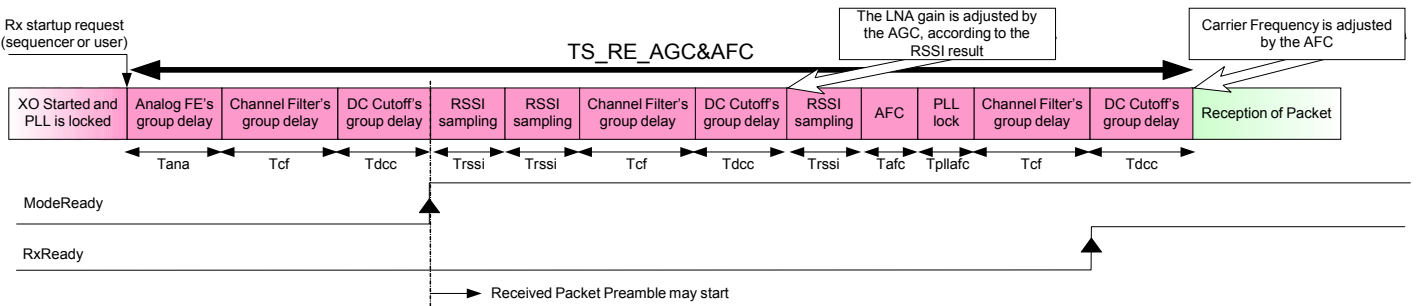 Rx startup request
(sequencer or user)
TS_RE_AGC&AFC
The LNA gain is adjusted by
the AGC, according to the
RSSI result
Carrier Frequency is adjusted
by the AFC
XO Started and
PLL is locked
Analog FE's
group delay
Channel Filter's
group delay
DC Cutoff's
group delay
RSSI
sampling
RSSI
sampling
Channel Filter's
group delay
DC Cutoff's
group delay
RSSI
sampling
AFC
PLL
lock
Channel Filter's
group delay
DC Cutoff's
group delay
Reception of Packet
Tana
Tcf
Tdcc
Trssi
Trssi
Tcf
Tdcc
Trssi
Tafc
Tpllafc
Tcf
Tdcc
ModeReady
RxReady
Received Packet Preamble may start